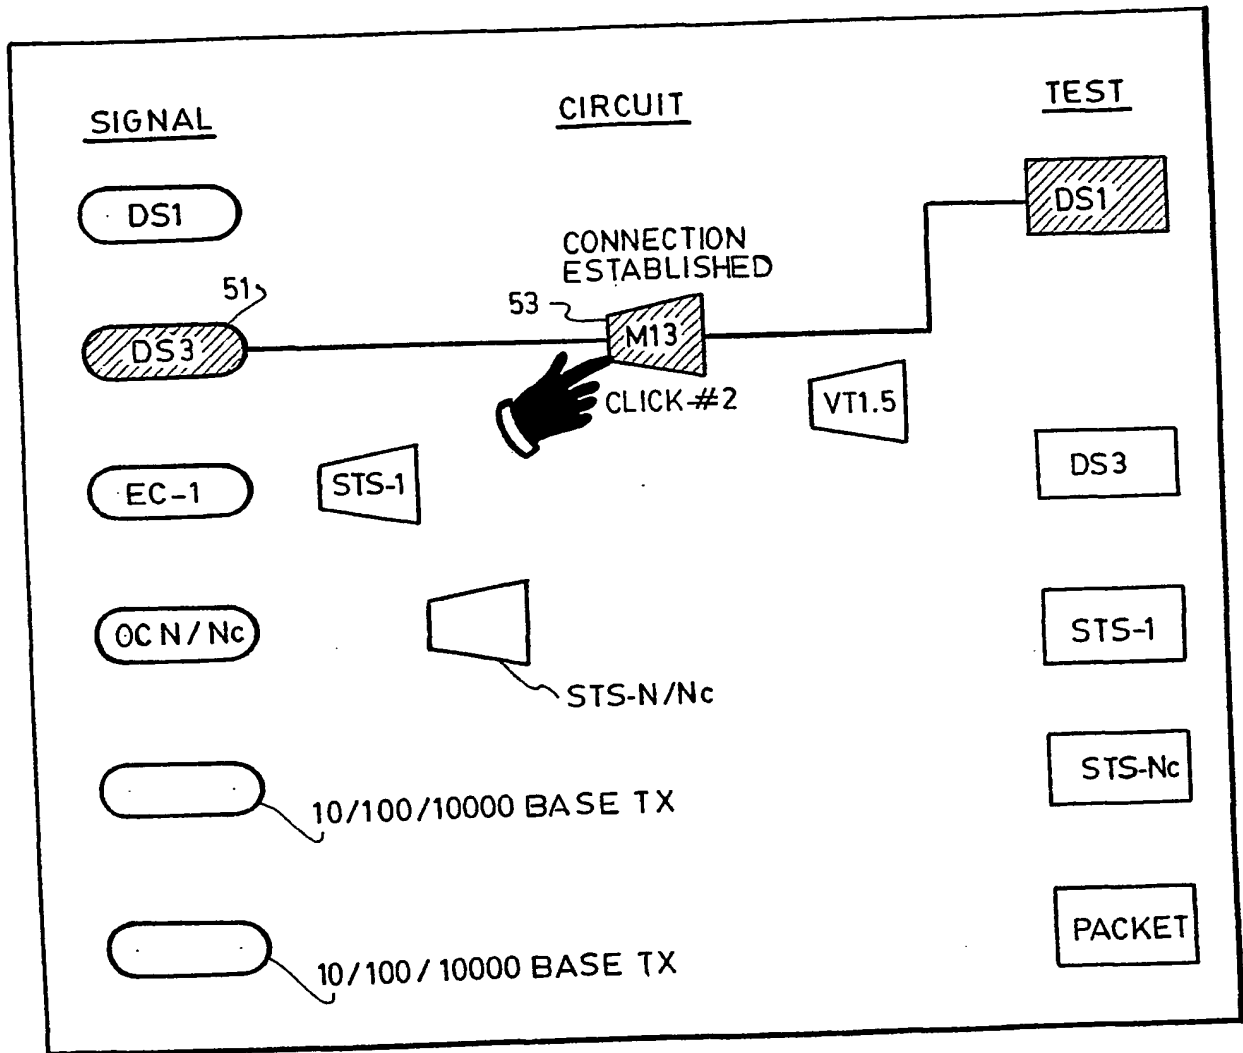 SIGNAL
CIRCUIT
TEST
DS1
DS1
CONNECTION
ESTABLISHED
51
53
DS3
M13
CLICK-#2
VT1.5
DS3
EC-1
STS-1
OC N/Nc
STS-1
STS-N/Nc
STS-Nc
10/100/10000 BASE TX
PACKET
10/100/10000 BASE TX